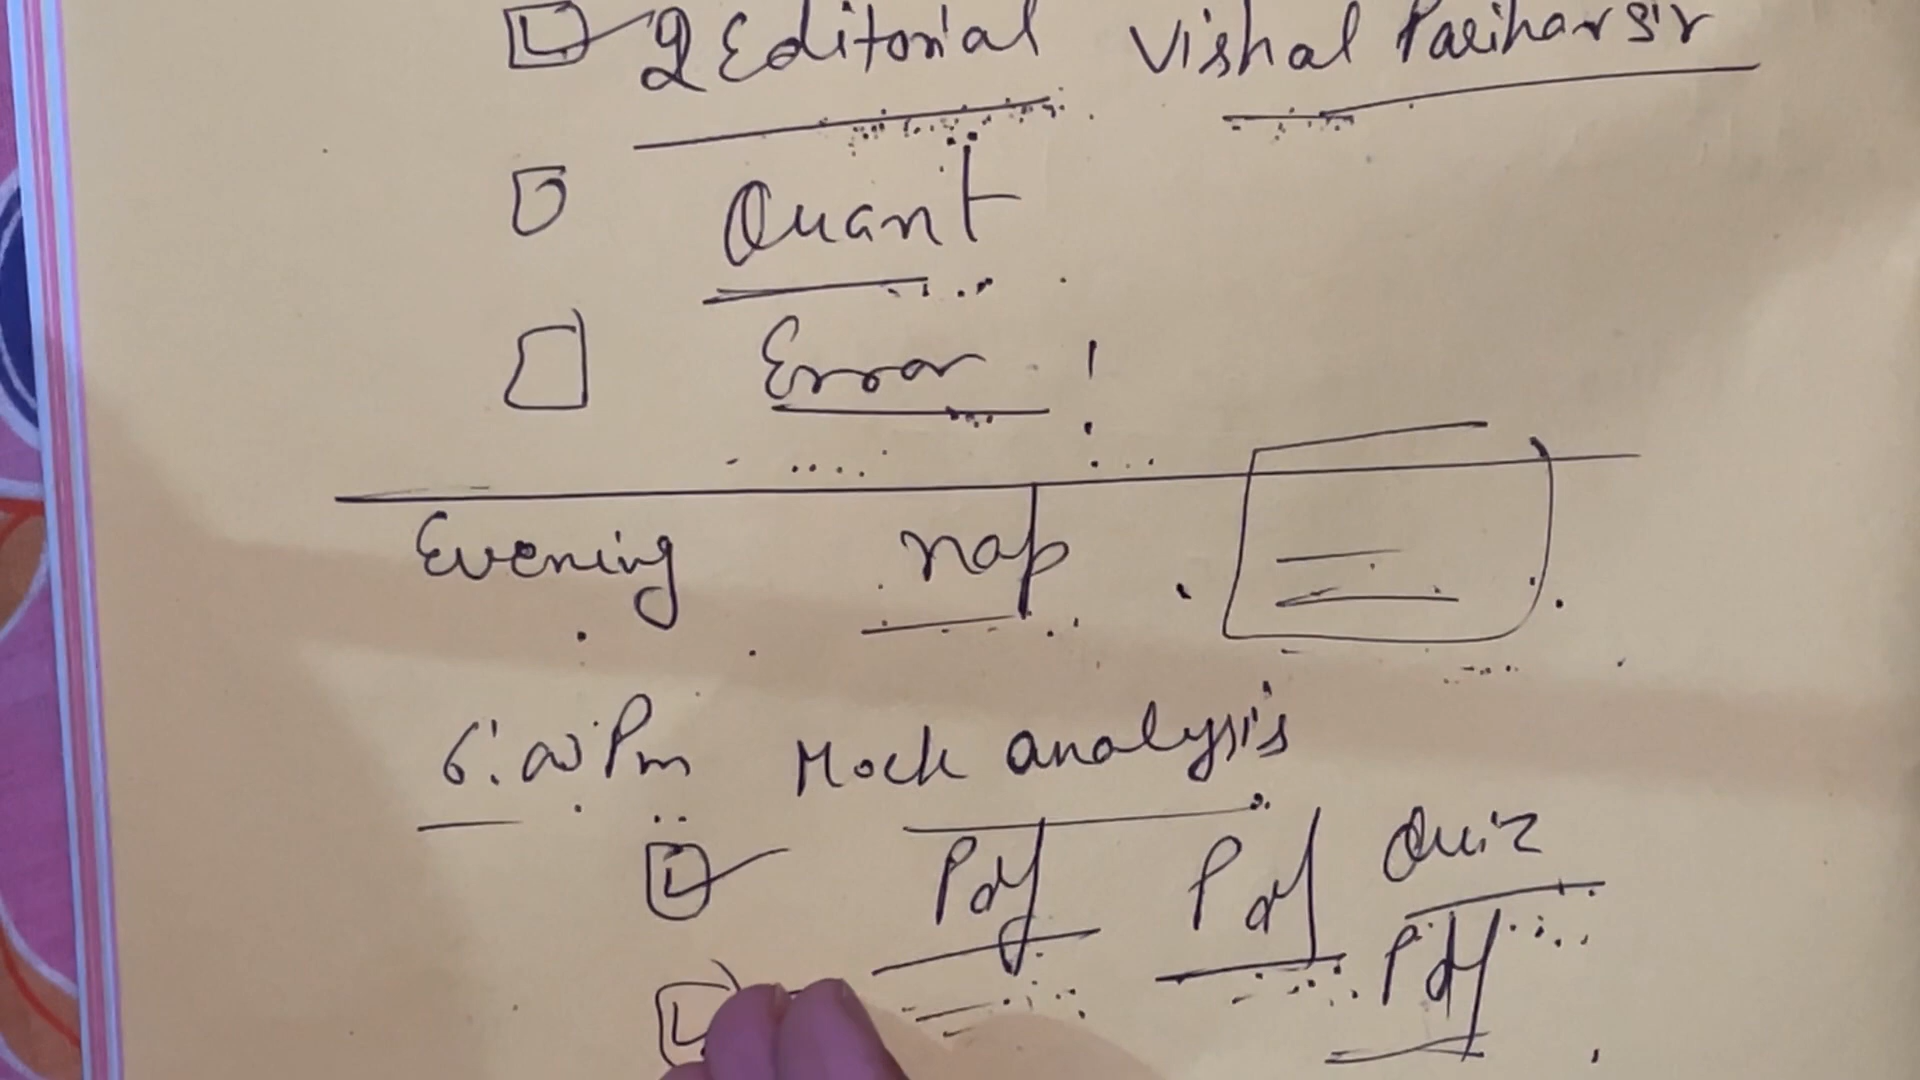 2 Editorial Vishal Parihar sir
Quant
Error !
Evening nap
6:00 Pm Mock analysis
Pdf Pdf Quiz
Pdf